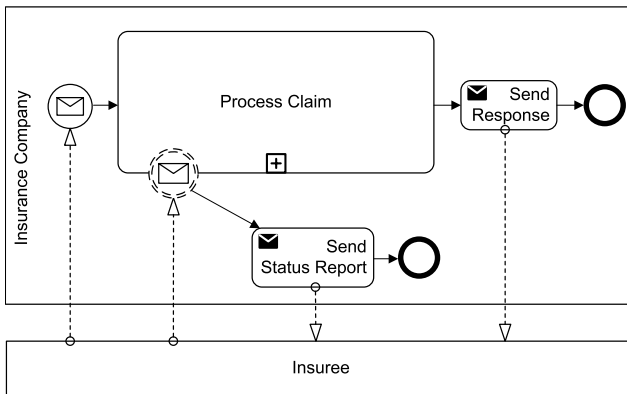 Insurance Company
Process Claim
Send
Response
Send
Status Report
Insuree